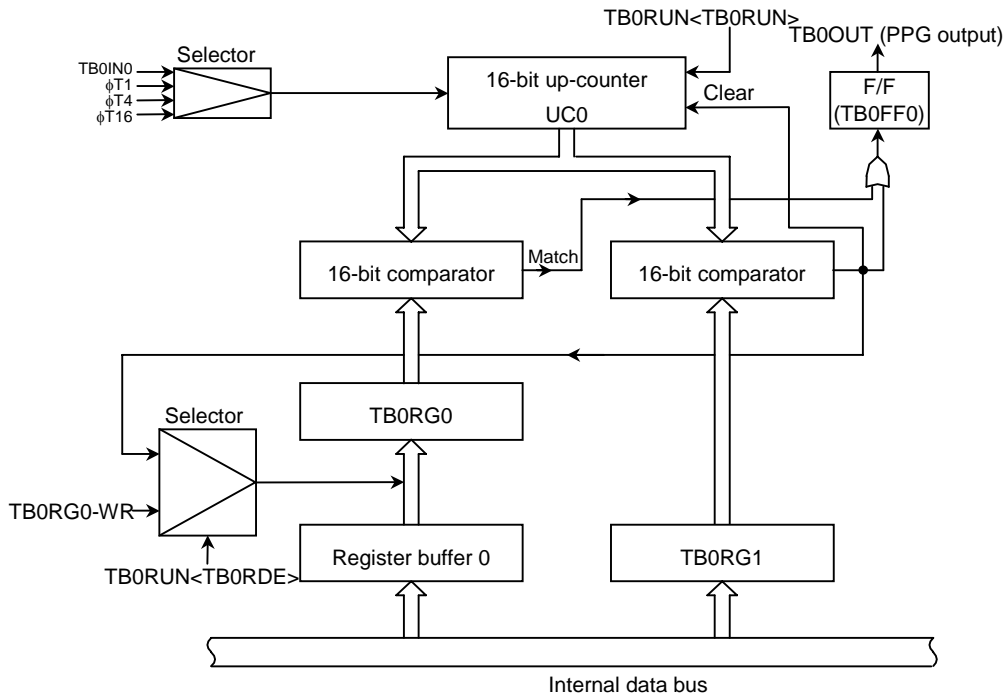 TB0RUN<TB0RUN>
TB0OUT (PPG output)
Selector
TB0IN0
ϕT1
ϕT4
ϕT16
16-bit up-counter
UC0
Clear
F/F
(TB0FF0)
16-bit comparator
Match
16-bit comparator
TB0RG0
Selector
TB0RG0-WR
TB0RUN<TB0RDE>
Register buffer 0
TB0RG1
Internal data bus